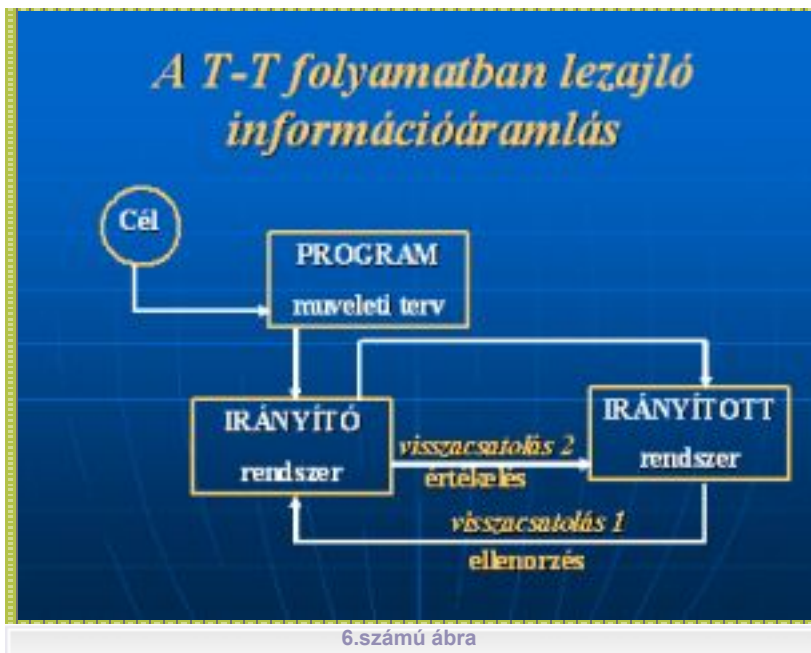 A T-T folyamatban lezajló
információáramlás
Cél
PROGRAM
muveleti terv
IRÁNYÍTÓ
rendszer
visszacsatolás 2
értékelés
IRÁNYÍTOTT
rendszer
visszacsatolás 1
ellenorzés
6.számú ábra